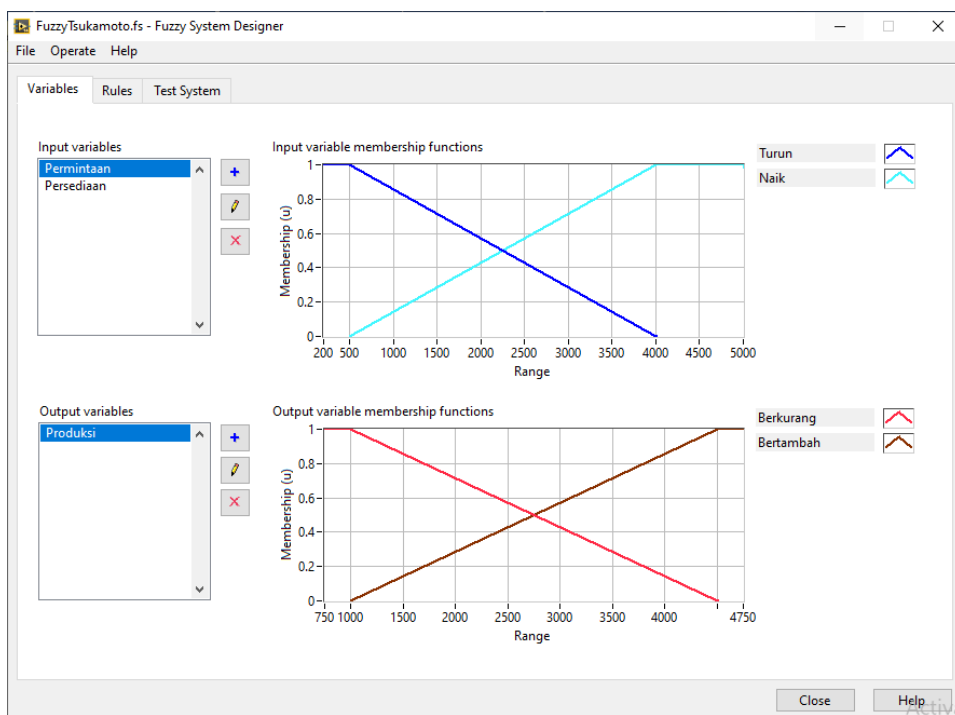 FuzzyTsukamoto.fs - Fuzzy System Designer
File Operate Help
Variables Rules Test System
Input variables
Permintaan
Persediaan
Input variable membership functions
Membership (u)
1
0.8
0.6
0.4
0.2
0
200 500 1000 1500 2000 2500 3000 3500 4000 4500 5000
Range
Turun
Naik
Output variables
Produksi
Output variable membership functions
Membership (u)
1
0.8
0.6
0.4
0.2
0
750 1000 1500 2000 2500 3000 3500 4000 4750
Range
Berkurang
Bertambah
Close Help
Activa